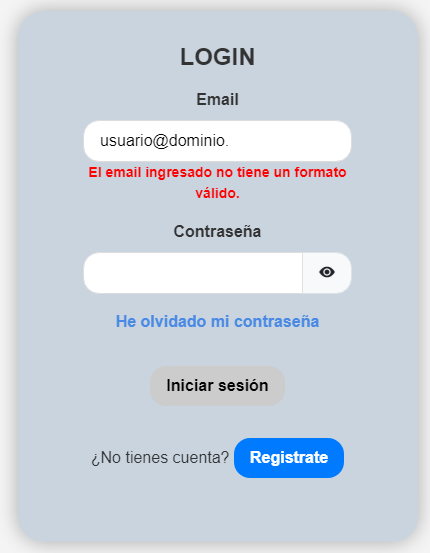 LOGIN
Email
usuario@dominio.
El email ingresado no tiene un formato
válido.
Contraseña
He olvidado mi contraseña
Iniciar sesión
¿No tienes cuenta? Registrate